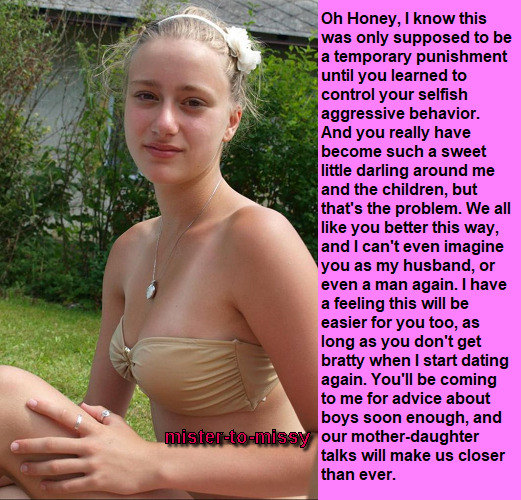 Oh Honey, I know this
was only supposed to be
a temporary punishment
until you learned to
control your selfish
aggressive behavior.
And you really have
become such a sweet
little darling around me
and the children, but
that's the problem. We all
like you better this way,
and I can't even imagine
you as my husband, or
even a man again. I have
a feeling this will be
easier for you too, as
long as you don't get
bratty when I start dating
again. You'll be coming
to me for advice about
boys soon enough, and
our mother-daughter
talks will make us closer
than ever.
mister-to-missy